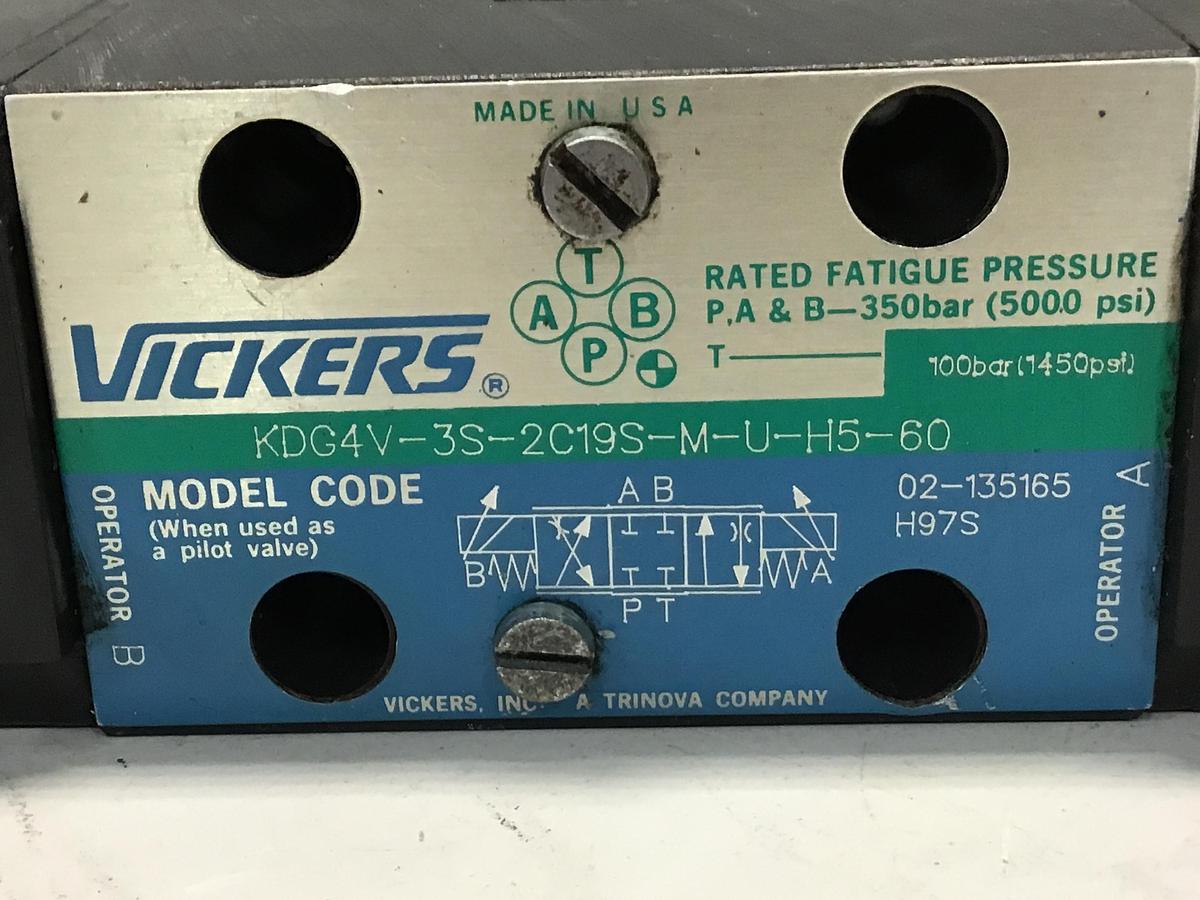 MADE IN USA
T
A B
P
RATED FATIGUE PRESSURE
P,A & B—350bar (5000 psi)
T 100bar(1450psi)
VICKERS®
KDG4V-3S-2C19S-M-U-H5-60
MODEL CODE
(When used as
a pilot valve)
OPERATOR B
A B
B A
P T
02-135165
H97S
OPERATOR A
VICKERS, INC. A TRINOVA COMPANY